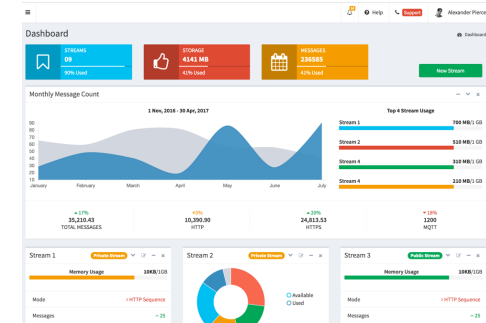 Help
Support
Alexander Pierce
Dashboard
Dashboard
STREAMS
09
90% Used
STORAGE
4141 MB
41% Used
MESSAGES
236585
42% Used
New Stream
Monthly Message Count
1 Nov, 2016 - 30 Apr, 2017
90
80
70
60
50
40
30
20
10
January February March April May June July
Top 4 Stream Usage
Stream 1 700 MB/1 GB
Stream 2 510 MB/1 GB
Stream 4 310 MB/1 GB
Stream 4 210 MB/1 GB
17%
35,210.43
TOTAL MESSAGES
10,390.90
HTTP
20%
24,813.53
HTTPS
18%
1200
MQTT
Stream 1 Private Stream
Memory Usage 10KB/1GB
Mode HTTP Sequence
Messages ~ 25
Stream 2 Private Stream
Available
Used
Stream 3 Public Stream
Memory Usage 10KB/1GB
Mode HTTP Sequence
Messages ~ 25